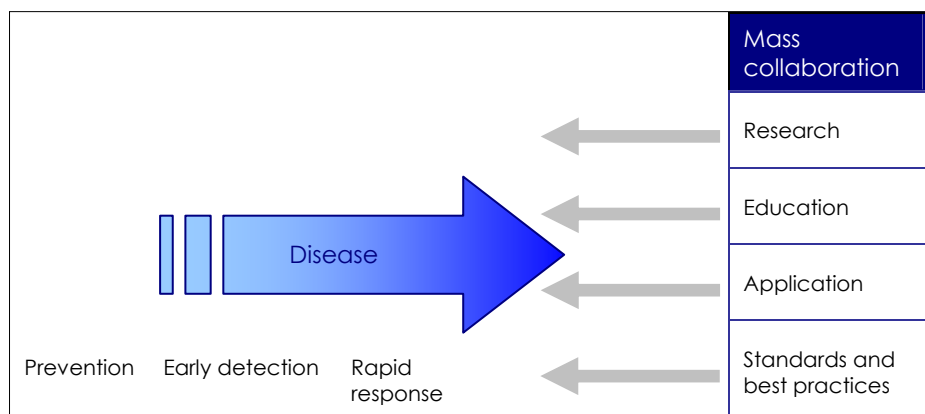 Mass
collaboration
Research
Education
Disease
Application
Prevention
Early detection
Rapid
response
Standards and
best practices